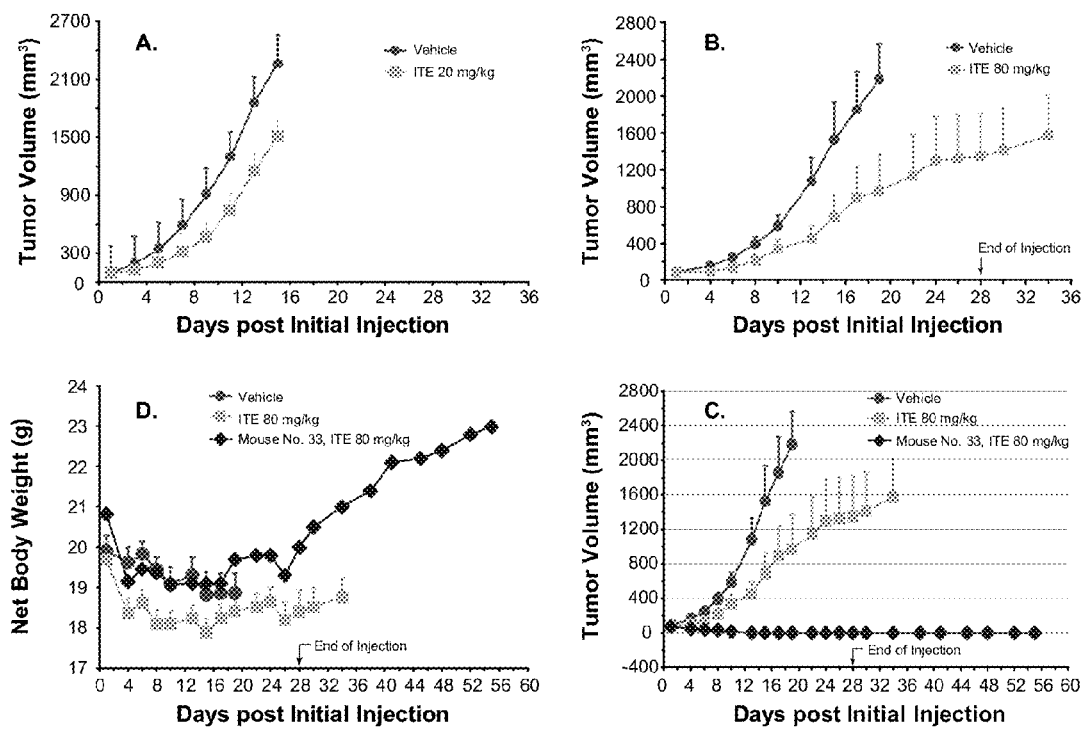 2700
2100
1500
900
300
0
Tumor Volume (mm³)
A.
Vehicle
ITE 20 mg/kg
0 4 8 12 16 20 24 28 32 36
Days post Initial Injection
2800
2400
2000
1600
1200
800
400
0
Tumor Volume (mm³)
B.
Vehicle
ITE 80 mg/kg
End of Injection
0 4 8 12 16 20 24 28 32 36
Days post Initial Injection
24
23
22
21
20
19
18
17
Net Body Weight (g)
D.
Vehicle
ITE 80 mg/kg
Mouse No. 33, ITE 80 mg/kg
End of Injection
0 4 8 12 16 20 24 28 32 36 40 44 48 52 56 60
Days post Initial Injection
2800
2400
2000
1600
1200
800
400
0
-400
Tumor Volume (mm³)
C.
Vehicle
ITE 80 mg/kg
Mouse No. 33, ITE 80 mg/kg
End of Injection
0 4 8 12 16 20 24 28 32 36 40 44 48 52 56 60
Days post Initial Injection